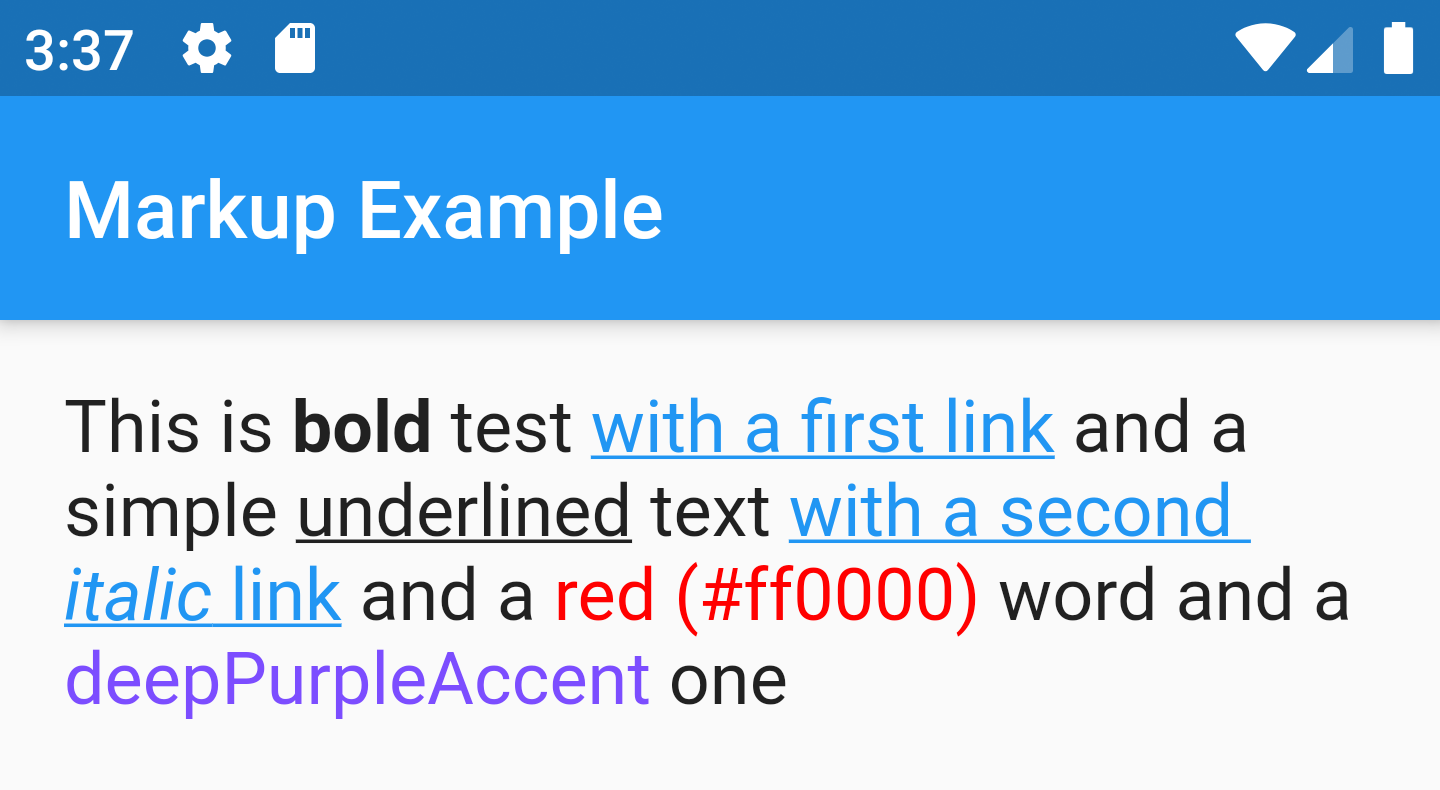 3:37
Markup Example
This is bold test with a first link and a
simple underlined text with a second
italic link and a red (#ff0000) word and a
deepPurpleAccent one